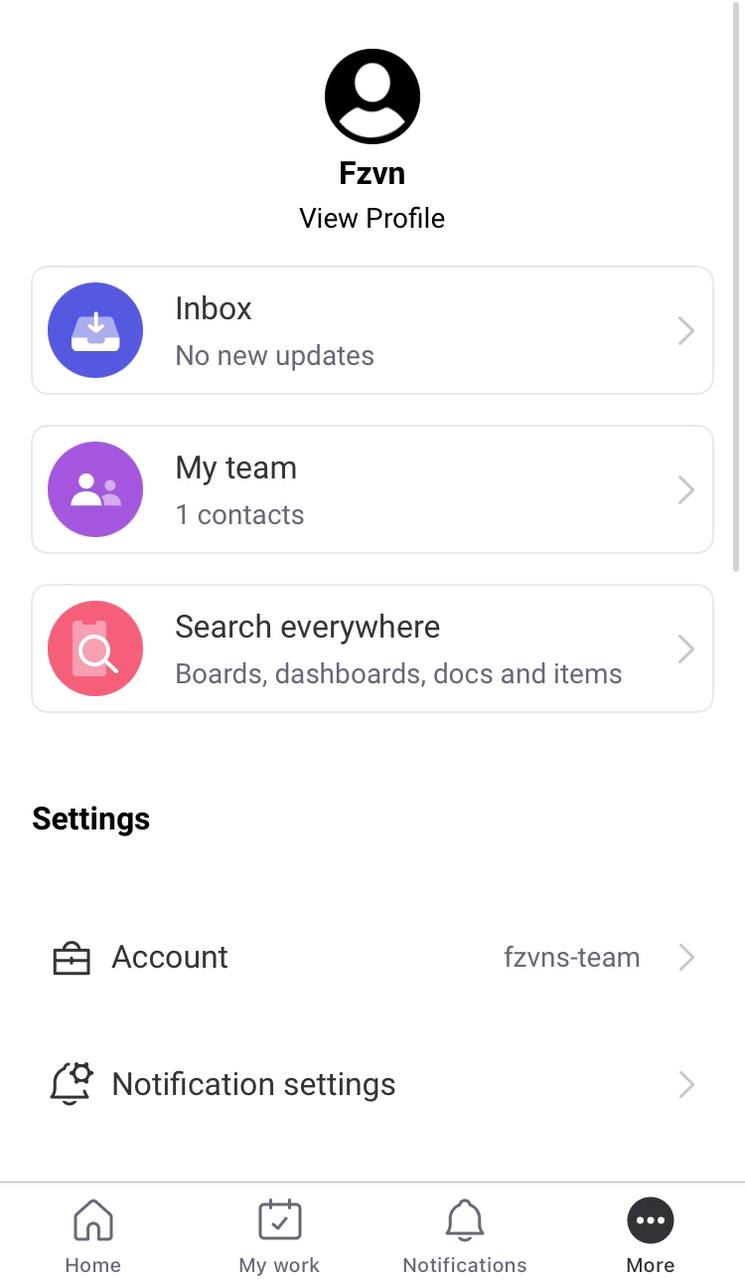 Fzvn
View Profile
Inbox
No new updates
My team
1 contacts
Search everywhere
Boards, dashboards, docs and items
Settings
Account
fzvns-team
Notification settings
Home
My work
Notifications
More